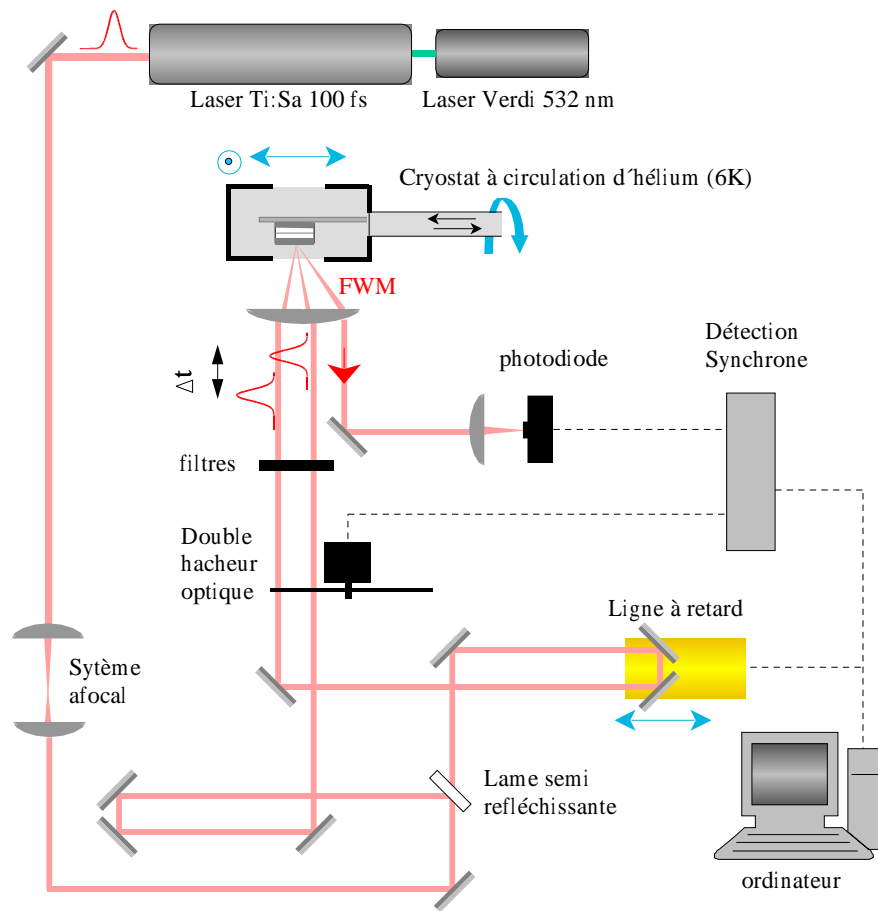 Laser Ti:Sa 100 fs
Laser Verdi 532 nm
Cryostat à circulation d´hélium (6K)
FWM
Δt
Détection
Synchrone
photodiode
filtres
Double
hacheur
optique
Ligne à retard
Sytème
afocal
Lame semi
refléchissante
ordinateur